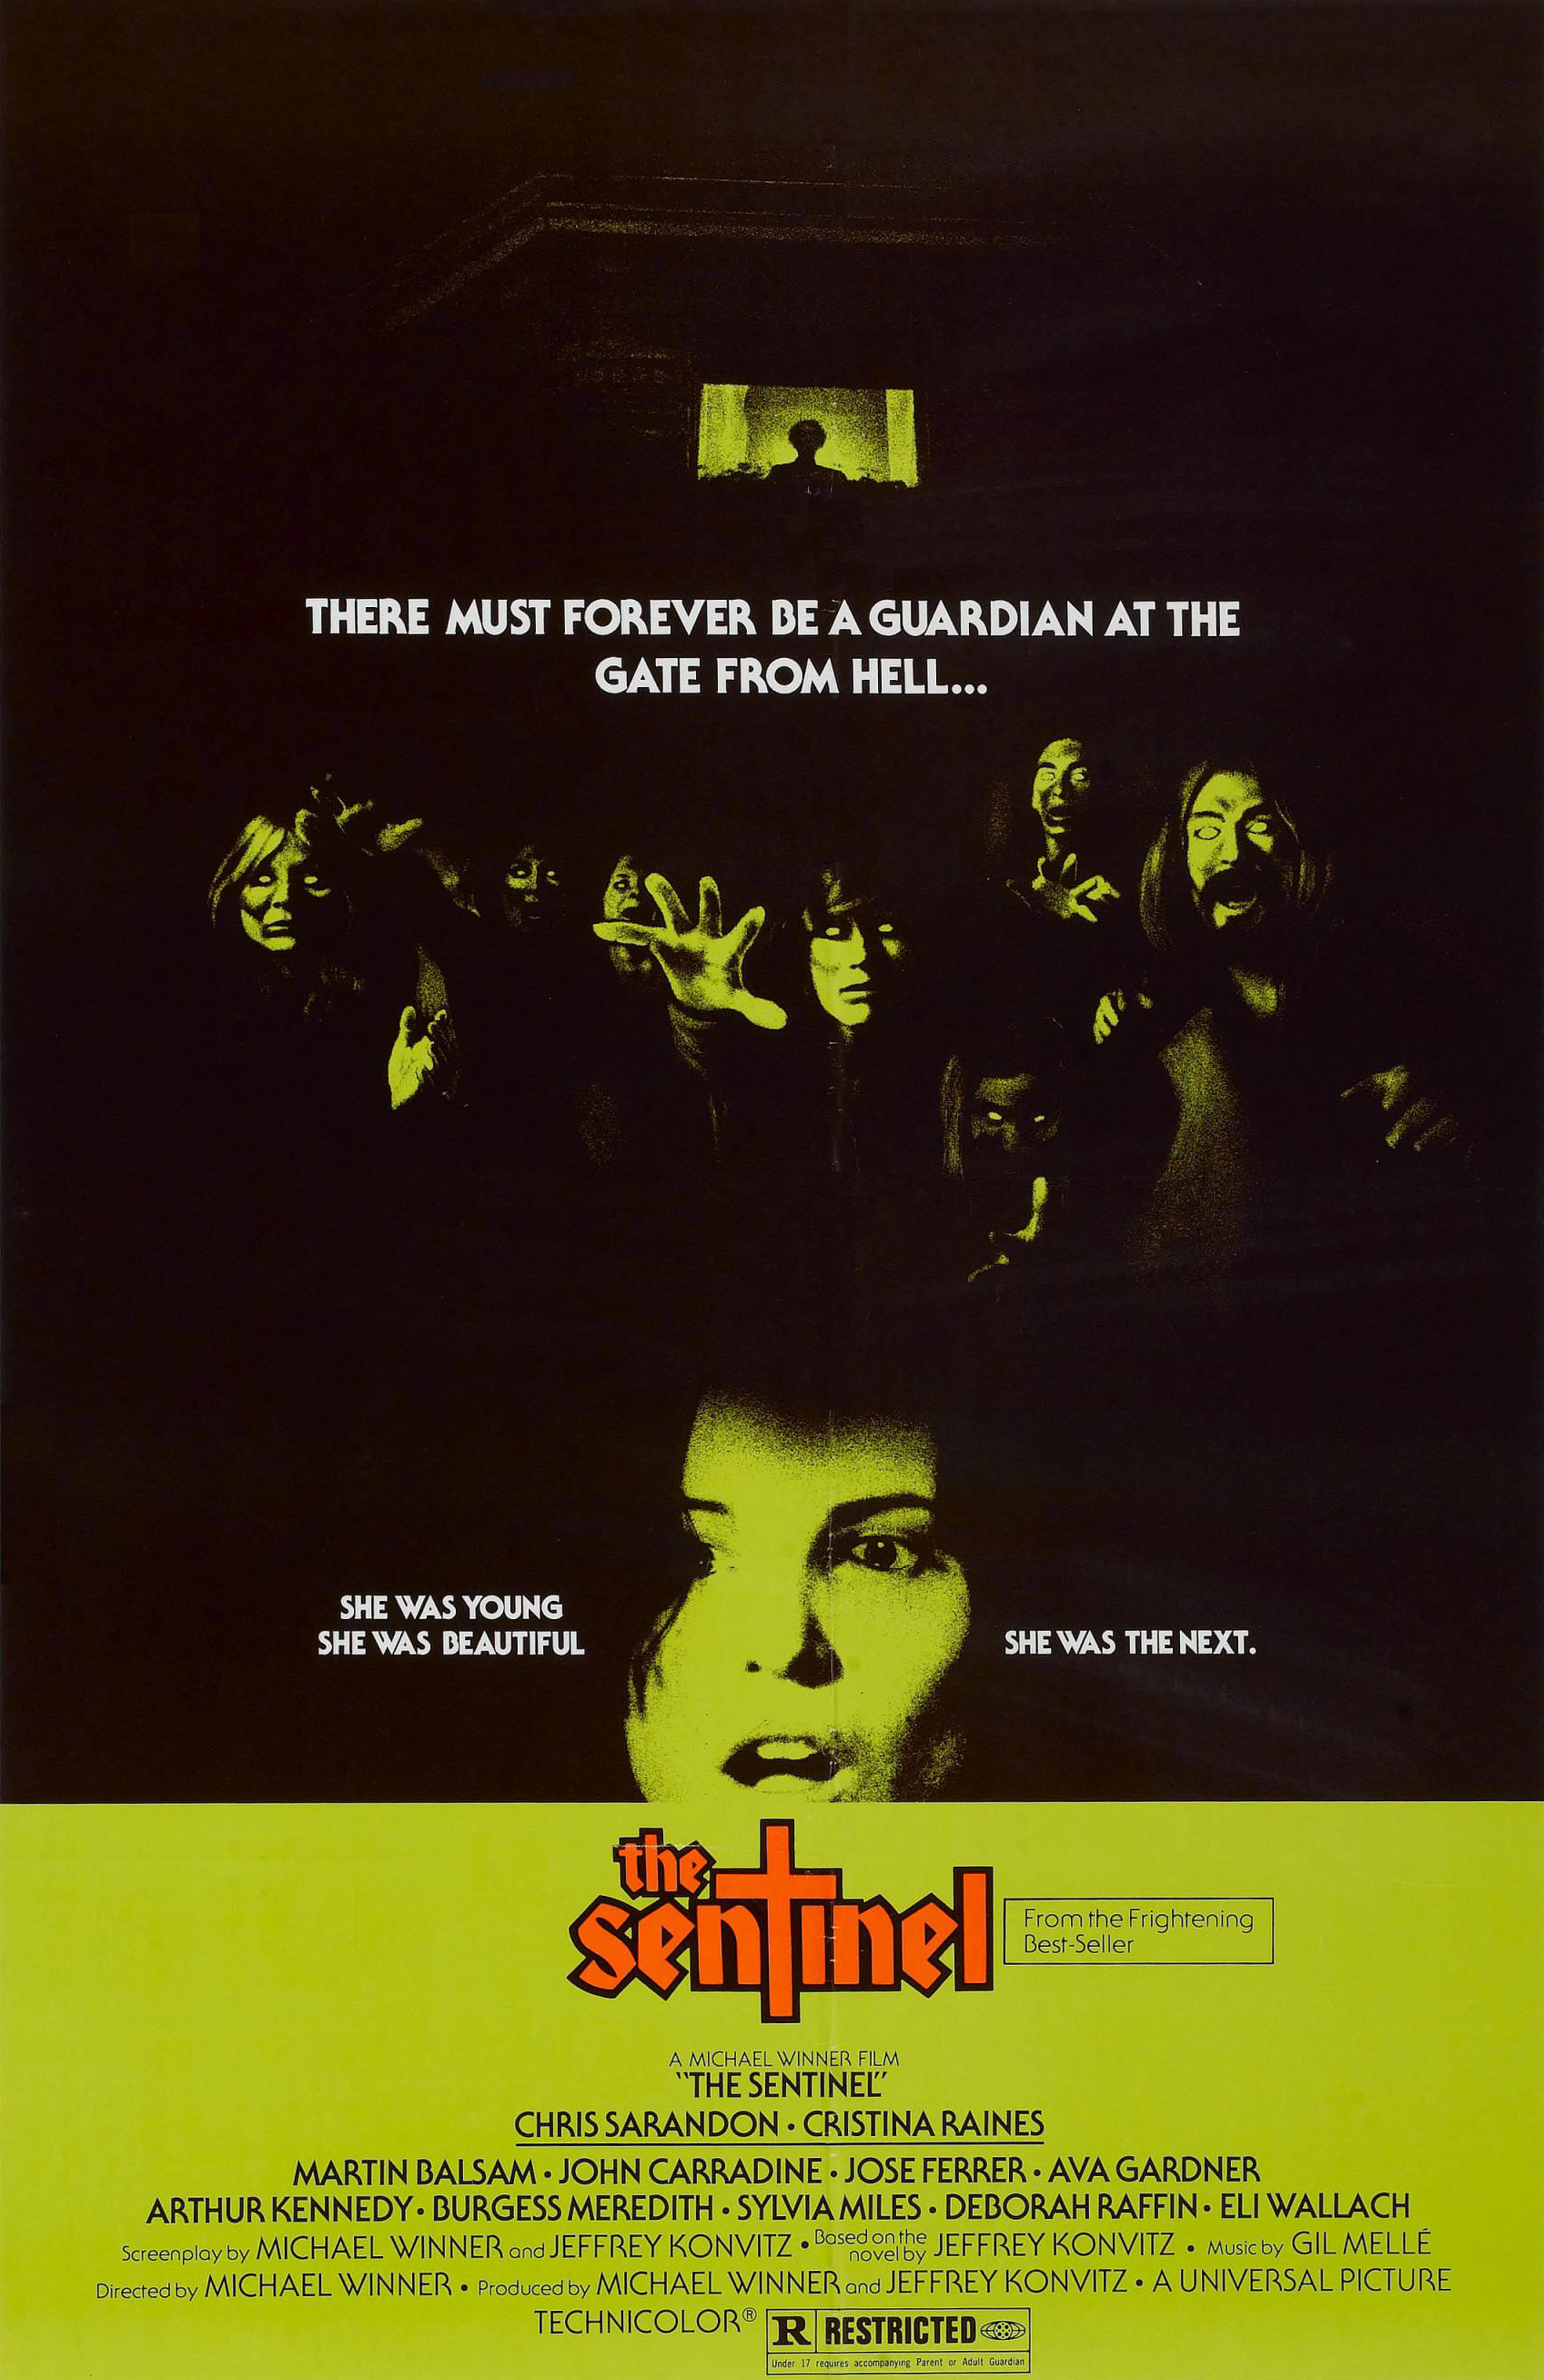 THERE MUST FOREVER BE A GUARDIAN AT THE
GATE FROM HELL...
SHE WAS YOUNG
SHE WAS BEAUTIFUL
SHE WAS THE NEXT.
the
sentinel
From the Frightening
Best-Seller
A MICHAEL WINNER FILM
"THE SENTINEL"
CHRIS SARANDON • CRISTINA RAINES
MARTIN BALSAM • JOHN CARRADINE • JOSE FERRER • AVA GARDNER
ARTHUR KENNEDY • BURGESS MEREDITH • SYLVIA MILES • DEBORAH RAFFIN • ELI WALLACH
Screenplay by MICHAEL WINNER and JEFFREY KONVITZ • Based on the novel by JEFFREY KONVITZ • Music by GIL MELLÉ
Directed by MICHAEL WINNER • Produced by MICHAEL WINNER and JEFFREY KONVITZ • A UNIVERSAL PICTURE
TECHNICOLOR® R RESTRICTED
Under 17 requires accompanying Parent or Adult Guardian